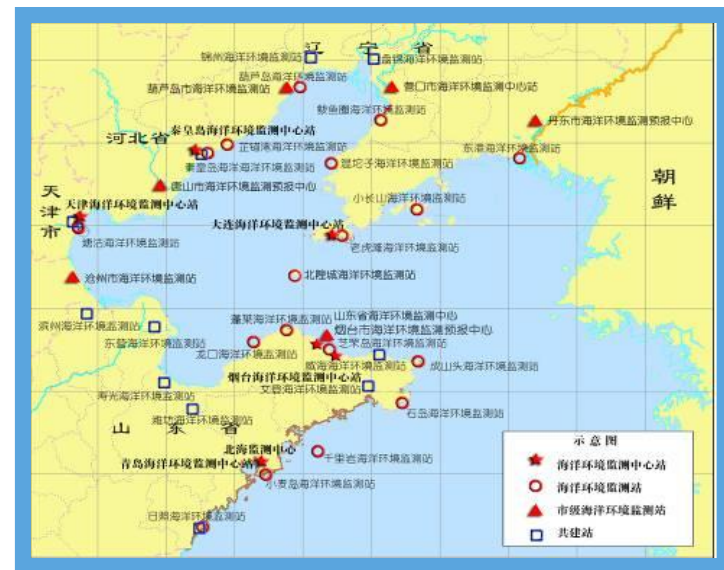 辽宁省
锦州海洋环境监测站
盘锦海洋环境监测站
葫芦岛海洋环境监测站
葫芦岛市海洋环境监测站
营口市海洋环境监测中心站
鲅鱼圈海洋环境监测站
丹东市海洋环境监测预报中心
河北省
秦皇岛海洋环境监测中心站
芷锚湾海洋环境监测站
东港海洋环境监测站
秦皇岛海洋海洋环境监测站
温坨子海洋环境监测站
唐山市海洋环境监测预报中心
朝鲜
天津市
天津海洋环境监测中心站
小长山海洋环境监测站
大连海洋环境监测中心站
塘沽海洋环境监测站
老虎滩海洋环境监测站
沧州市海洋环境监测站
北隍城海洋环境监测站
滨州海洋环境监测站
蓬莱海洋环境监测站
山东省海洋环境监测中心
烟台市海洋环境监测预报中心
东营海洋环境监测站
龙口海洋环境监测站
芝罘岛海洋环境监测站
威海海洋环境监测站
成山头海洋环境监测站
烟台海洋环境监测中心站
寿光海洋环境监测站
文登海洋环境监测站
石岛海洋环境监测站
潍坊海洋环境监测站
山东省
北海监测中心
青岛海洋环境监测中心站
千里岩海洋环境监测站
小麦岛海洋环境监测站
日照海洋环境监测站
示意图
海洋环境监测中心站
海洋环境监测站
市级海洋环境监测站
共建站